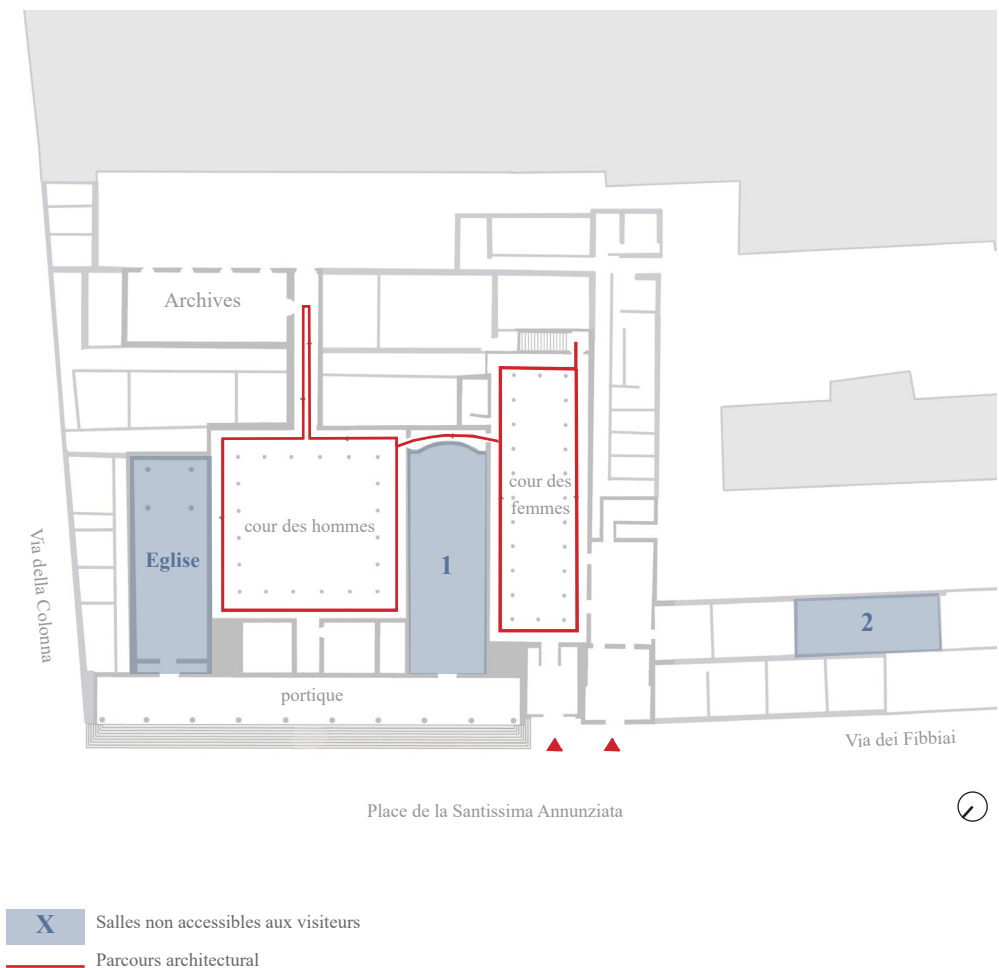 Archives
cour des
femmes
cour des hommes
Eglise
1
Via della Colonna
2
portique
Via dei Fibbiai
Place de la Santissima Annunziata
X Salles non accessibles aux visiteurs
Parcours architectural